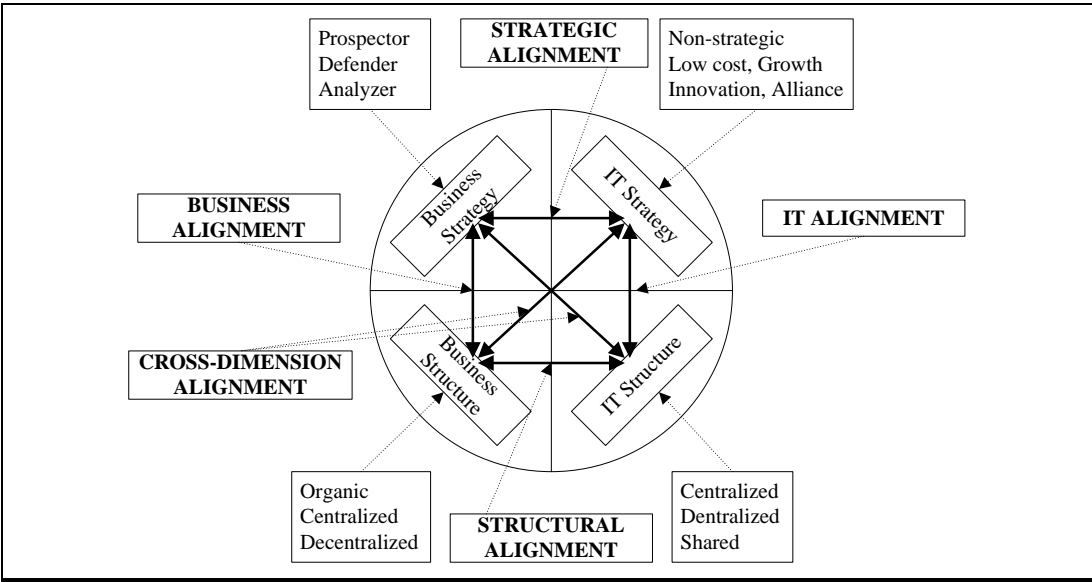 Prospector
Defender
Analyzer
STRATEGIC
ALIGNMENT
Non-strategic
Low cost, Growth
Innovation, Alliance
Business
Strategy
IT Strategy
BUSINESS
ALIGNMENT
IT ALIGNMENT
CROSS-DIMENSION
ALIGNMENT
Business
Structure
IT Structure
Organic
Centralized
Decentralized
STRUCTURAL
ALIGNMENT
Centralized
Dentralized
Shared